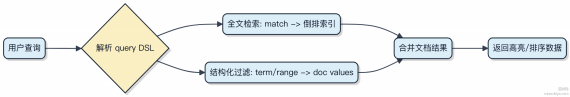 用户查询
解析 query DSL
全文检索: match –> 倒排索引
结构化过滤: term/range –> doc values
合并文档结果
返回高亮/排序数据